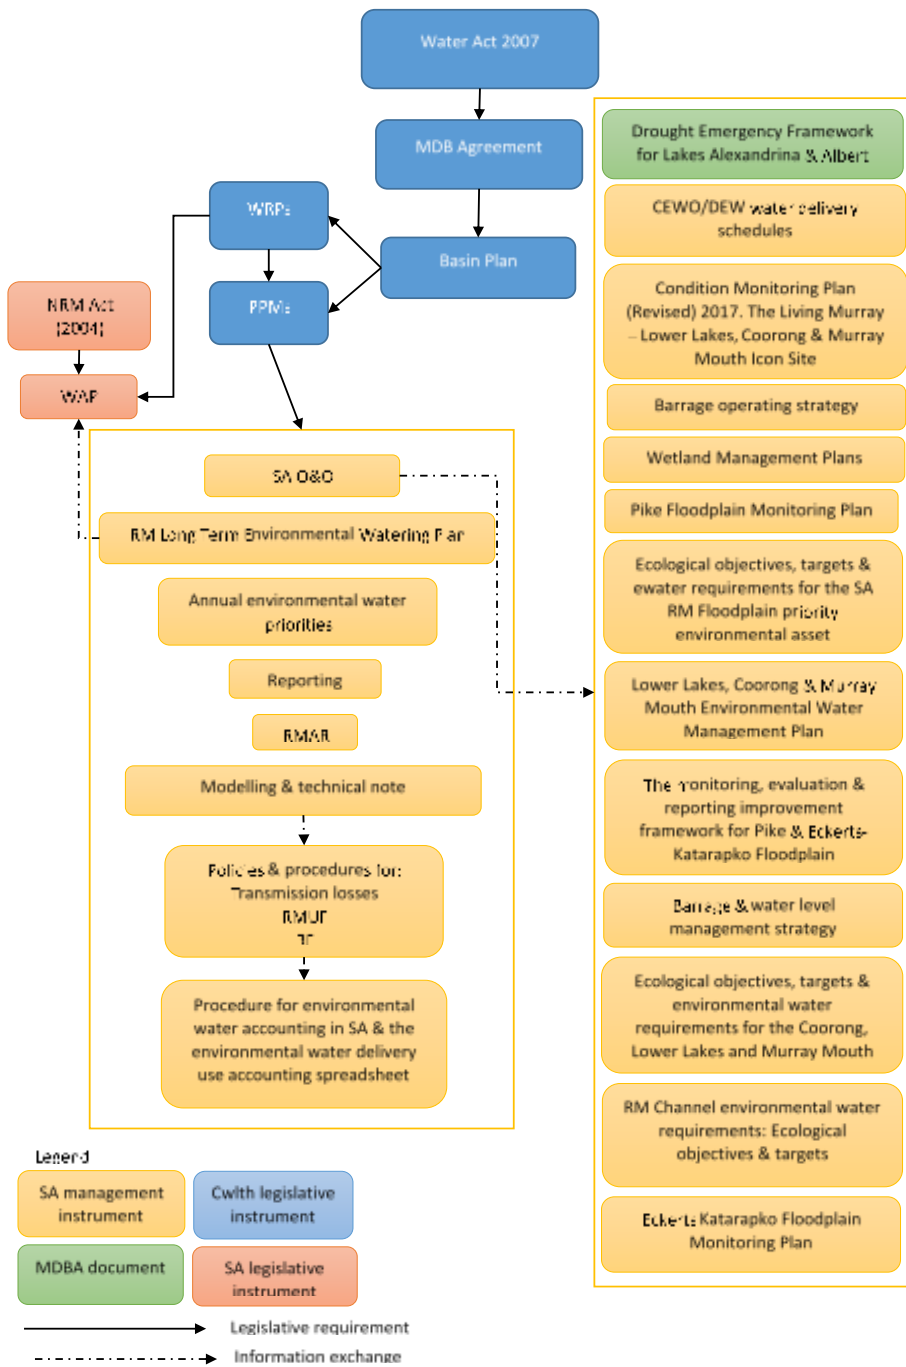 Water Act 2007
MDB Agreement
WRPs
Basin Plan
PPMs
NRM Act
(2004)
WAP
SA O&O
RM Long Term Environmental Watering Plan
Annual environmental water
priorities
Reporting
RMAR
Modelling & technical note
Policies & procedures for:
Transmission losses
RMUF
Procedure for environmental
water accounting in SA & the
environmental water delivery
use accounting spreadsheet
Drought Emergency Framework
for Lakes Alexandrina & Albert
CEWO/DEW water delivery
schedules
Condition Monitoring Plan
(Revised) 2017. The Living Murray
– Lower Lakes, Coorong & Murray
Mouth Icon Site
Barrage operating strategy
Wetland Management Plans
Pike Floodplain Monitoring Plan
Ecological objectives, targets &
ewater requirements for the SA
RM Floodplain priority
environmental asset
Lower Lakes, Coorong & Murray
Mouth Environmental Water
Management Plan
The monitoring, evaluation &
reporting improvement
framework for Pike & Eckerts-
Katarapko Floodplain
Barrage & water level
management strategy
Ecological objectives, targets &
environmental water
requirements for the Coorong,
Lower Lakes and Murray Mouth
RM Channel environmental water
requirements: Ecological
objectives & targets
Eckerts Katarapko Floodplain
Monitoring Plan
Legend
SA management
instrument
Cwlth legislative
instrument
MDBA document
SA legislative
instrument
Legislative requirement
Information exchange